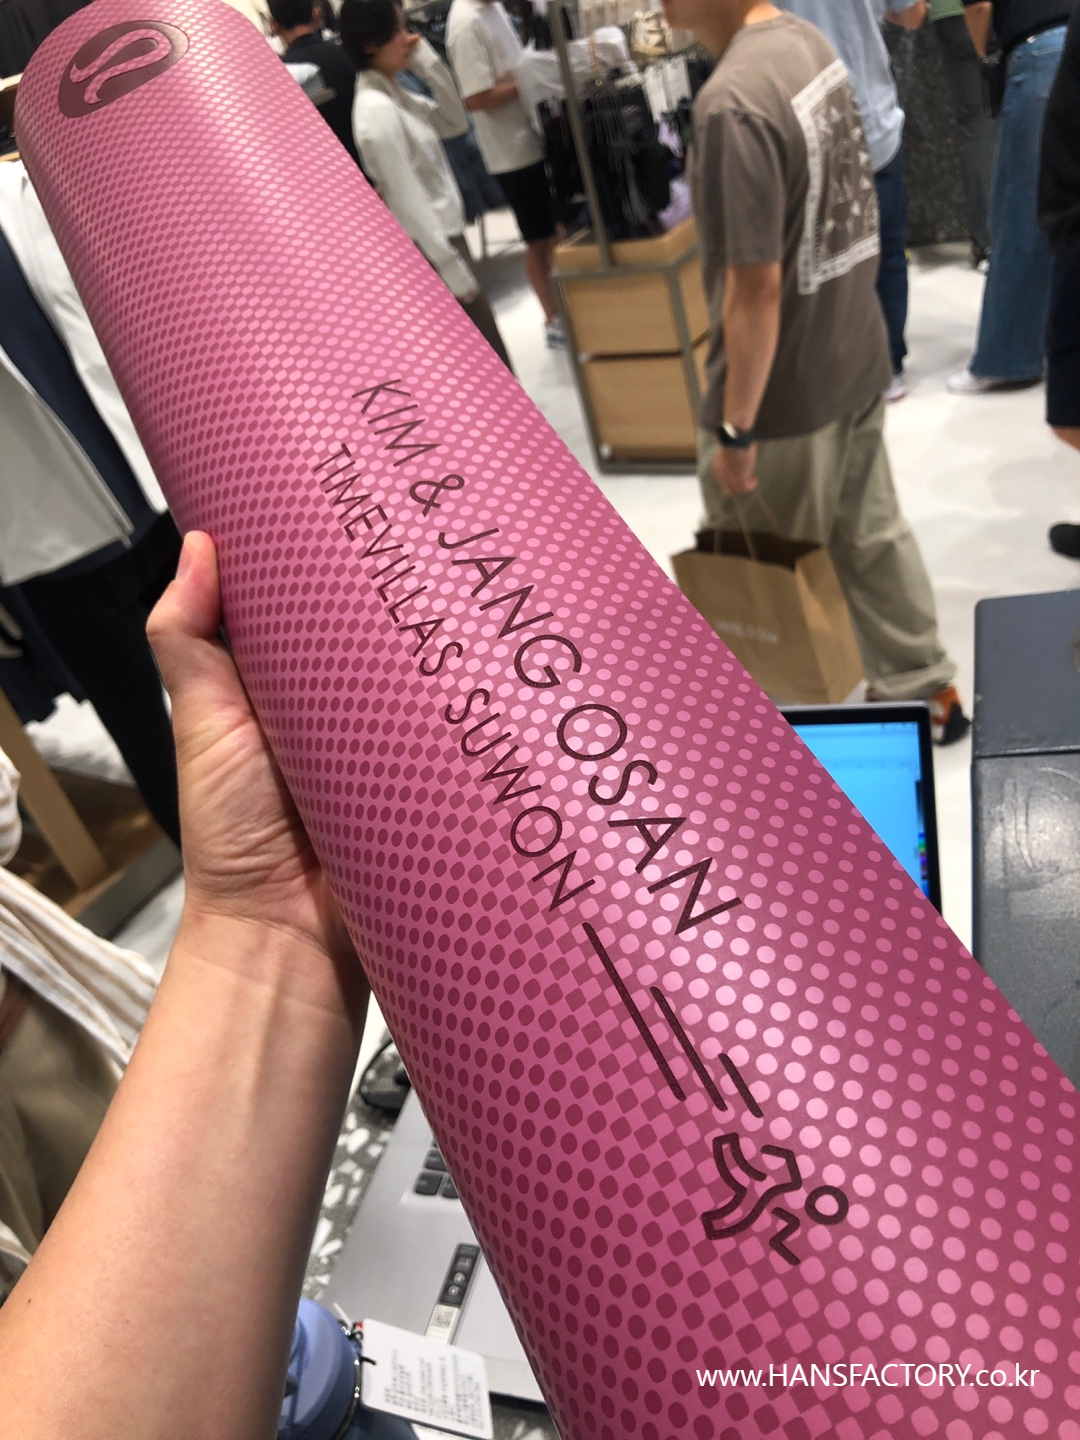 KIM & JANG OSAN
TIMEVILLAS SUWON
www.HANSFACTORY.co.kr